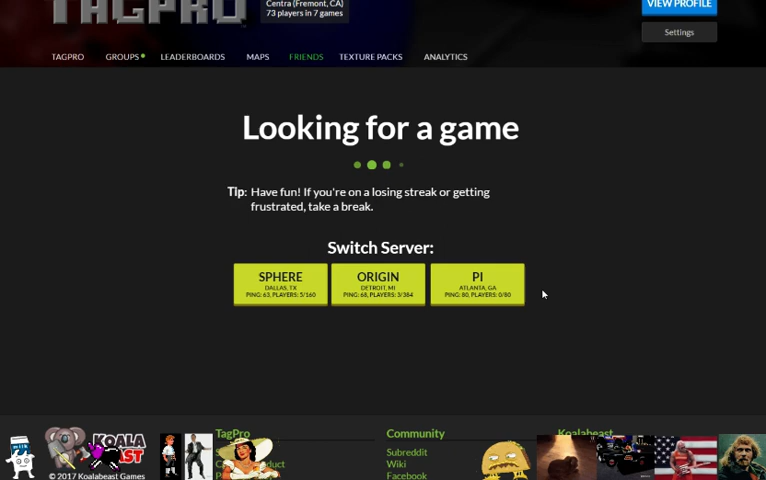 TAGPRO
Centra (Fremont, CA)
73 players in 7 games
VIEW PROFILE
Settings
TAGPRO GROUPS LEADERBOARDS MAPS FRIENDS TEXTURE PACKS ANALYTICS
Looking for a game
Tip: Have fun! If you're on a losing streak or getting
frustrated, take a break.
Switch Server:
SPHERE
DALLAS, TX
PING: 63, PLAYERS: 5/160
ORIGIN
DETROIT, MI
PING: 68, PLAYERS: 3/384
PI
ATLANTA, GA
PING: 80, PLAYERS: 0/80
KOALA
© 2017 Koalabeast Games
TagPro
Community
Subreddit
Wiki
Facebook
Koalabeast